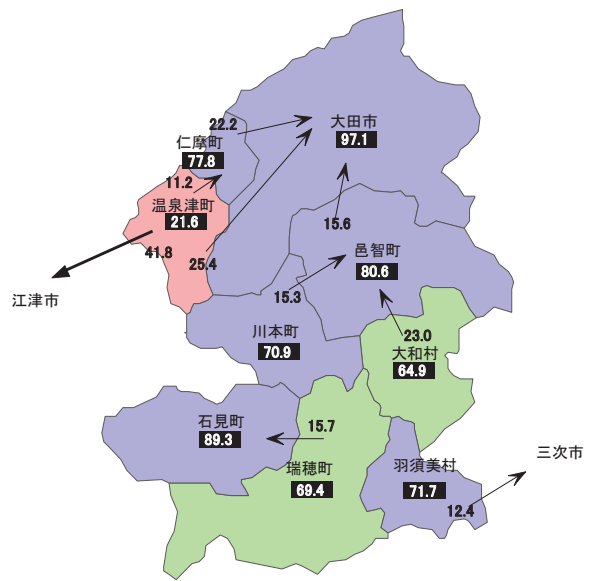 22.2
大田市
97.1
仁摩町
77.8
11.2
温泉津町
21.6
41.8
25.4
江津市
15.6
邑智町
80.6
15.3
川本町
70.9
23.0
大和村
64.9
石見町
89.3
15.7
瑞穂町
69.4
羽須美村
71.7
12.4
三次市